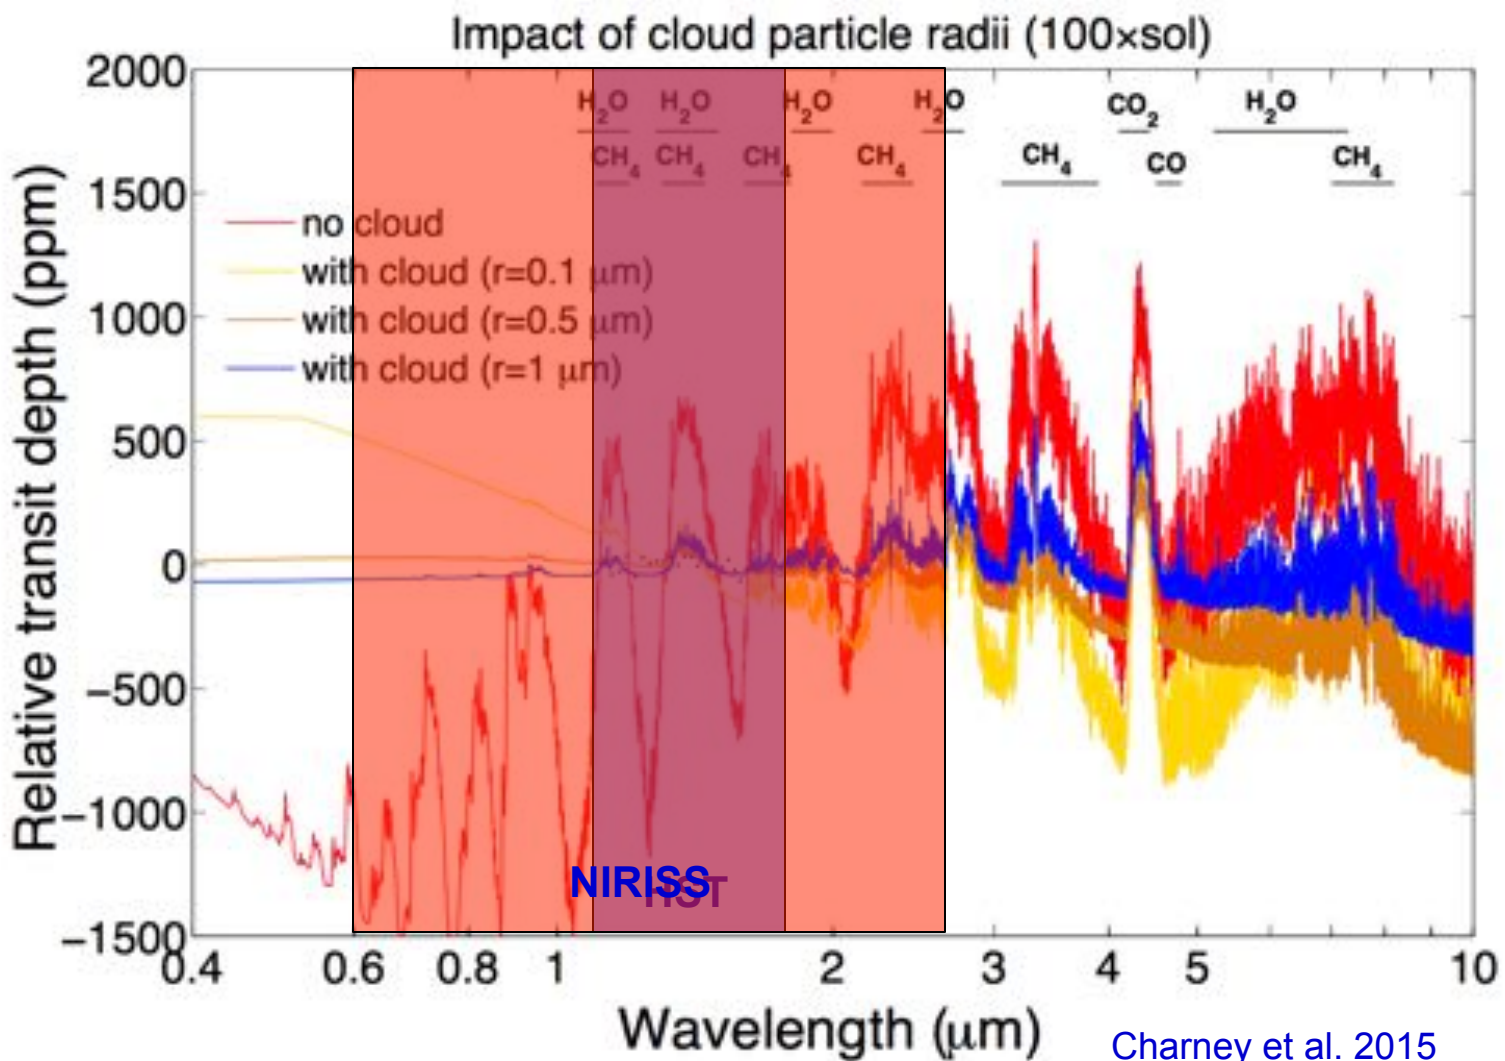 Impact of cloud particle radii (100×sol)
2000
1500
1000
500
0
−500
−1000
−1500
Relative transit depth (ppm)
H₂O H₂O H₂O H₂O CO₂ H₂O
CH₄ CH₄ CH₄ CH₄ CH₄ CO CH₄
no cloud
with cloud (r=0.1 μm)
with cloud (r=0.5 μm)
with cloud (r=1 μm)
NIRISS
HST
0.4 0.6 0.8 1 2 3 4 5 10
Wavelength (μm)
Charney et al. 2015